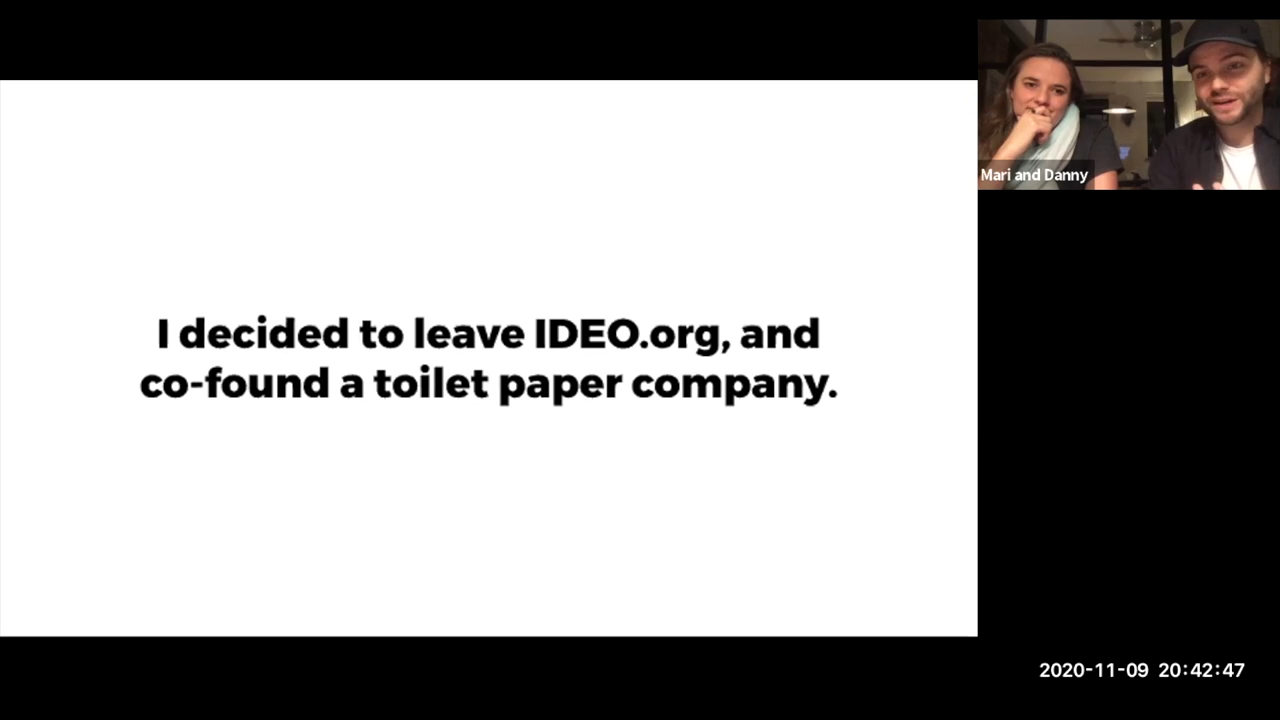 I decided to leave IDEO.org, and
co-found a toilet paper company.
Mari and Danny
2020-11-09 20:42:47